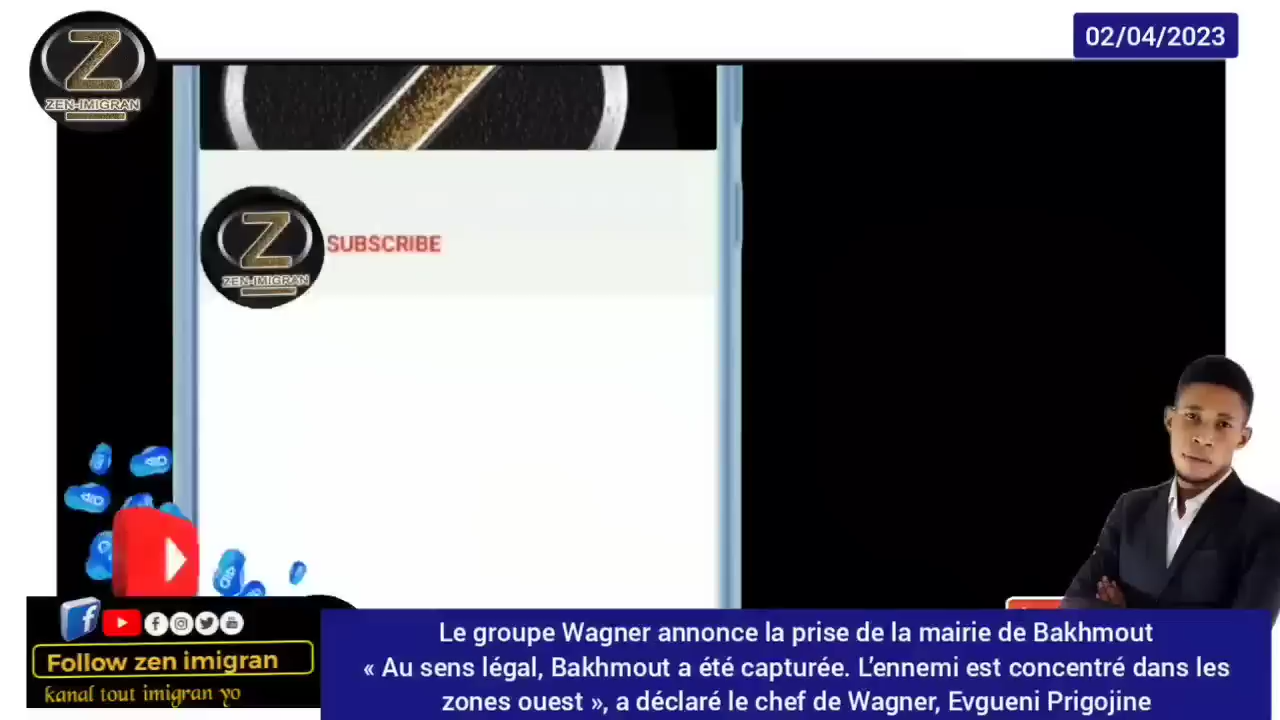 02/04/2023
Z
ZEN-IMIGRAN
Z
ZEN-IMIGRAN
SUBSCRIBE
Follow zen imigran
kanal tout imigran yo
Le groupe Wagner annonce la prise de la mairie de Bakhmout
« Au sens légal, Bakhmout a été capturée. L’ennemi est concentré dans les
zones ouest », a déclaré le chef de Wagner, Evgueni Prigojine